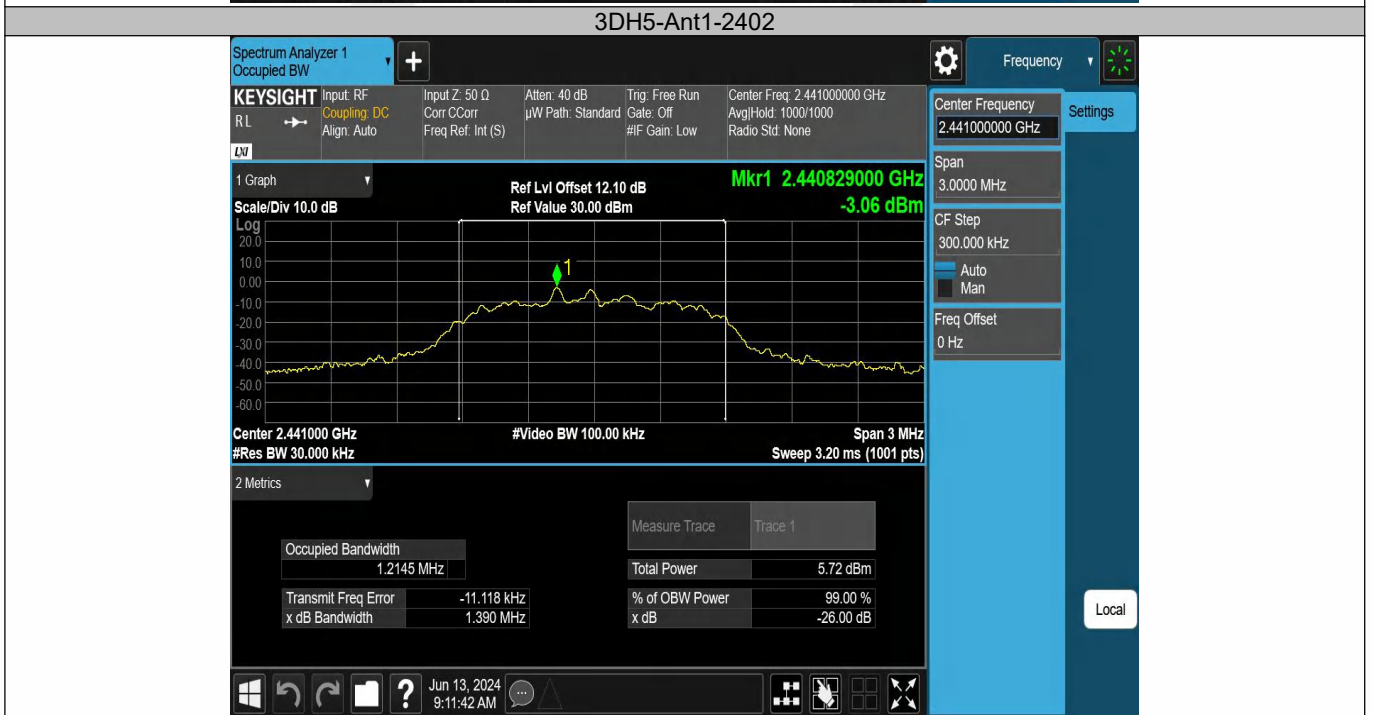 3DH5-Ant1-2402
Spectrum Analyzer 1
Occupied BW
+
Frequency
KEYSIGHT
RL
LXI
Input: RF
Coupling: DC
Align: Auto
Input Z: 50 Ω
Corr CCorr
Freq Ref: Int (S)
Atten: 40 dB
µW Path: Standard
Trig: Free Run
Gate: Off
#IF Gain: Low
Center Freq: 2.441000000 GHz
Avg|Hold: 1000/1000
Radio Std: None
Center Frequency
2.441000000 GHz
Settings
Span
3.0000 MHz
CF Step
300.000 kHz
Auto
Man
Freq Offset
0 Hz
Local
1 Graph
Scale/Div 10.0 dB
Ref Lvl Offset 12.10 dB
Ref Value 30.00 dBm
Mkr1 2.440829000 GHz
-3.06 dBm
Log
20.0
10.0
0.00
-10.0
-20.0
-30.0
-40.0
-50.0
-60.0
1
Center 2.441000 GHz
#Res BW 30.000 kHz
#Video BW 100.00 kHz
Span 3 MHz
Sweep 3.20 ms (1001 pts)
2 Metrics
Measure Trace Trace 1
Occupied Bandwidth
1.2145 MHz
Total Power 5.72 dBm
Transmit Freq Error -11.118 kHz
% of OBW Power 99.00 %
x dB Bandwidth 1.390 MHz
x dB -26.00 dB
?
Jun 13, 2024
9:11:42 AM